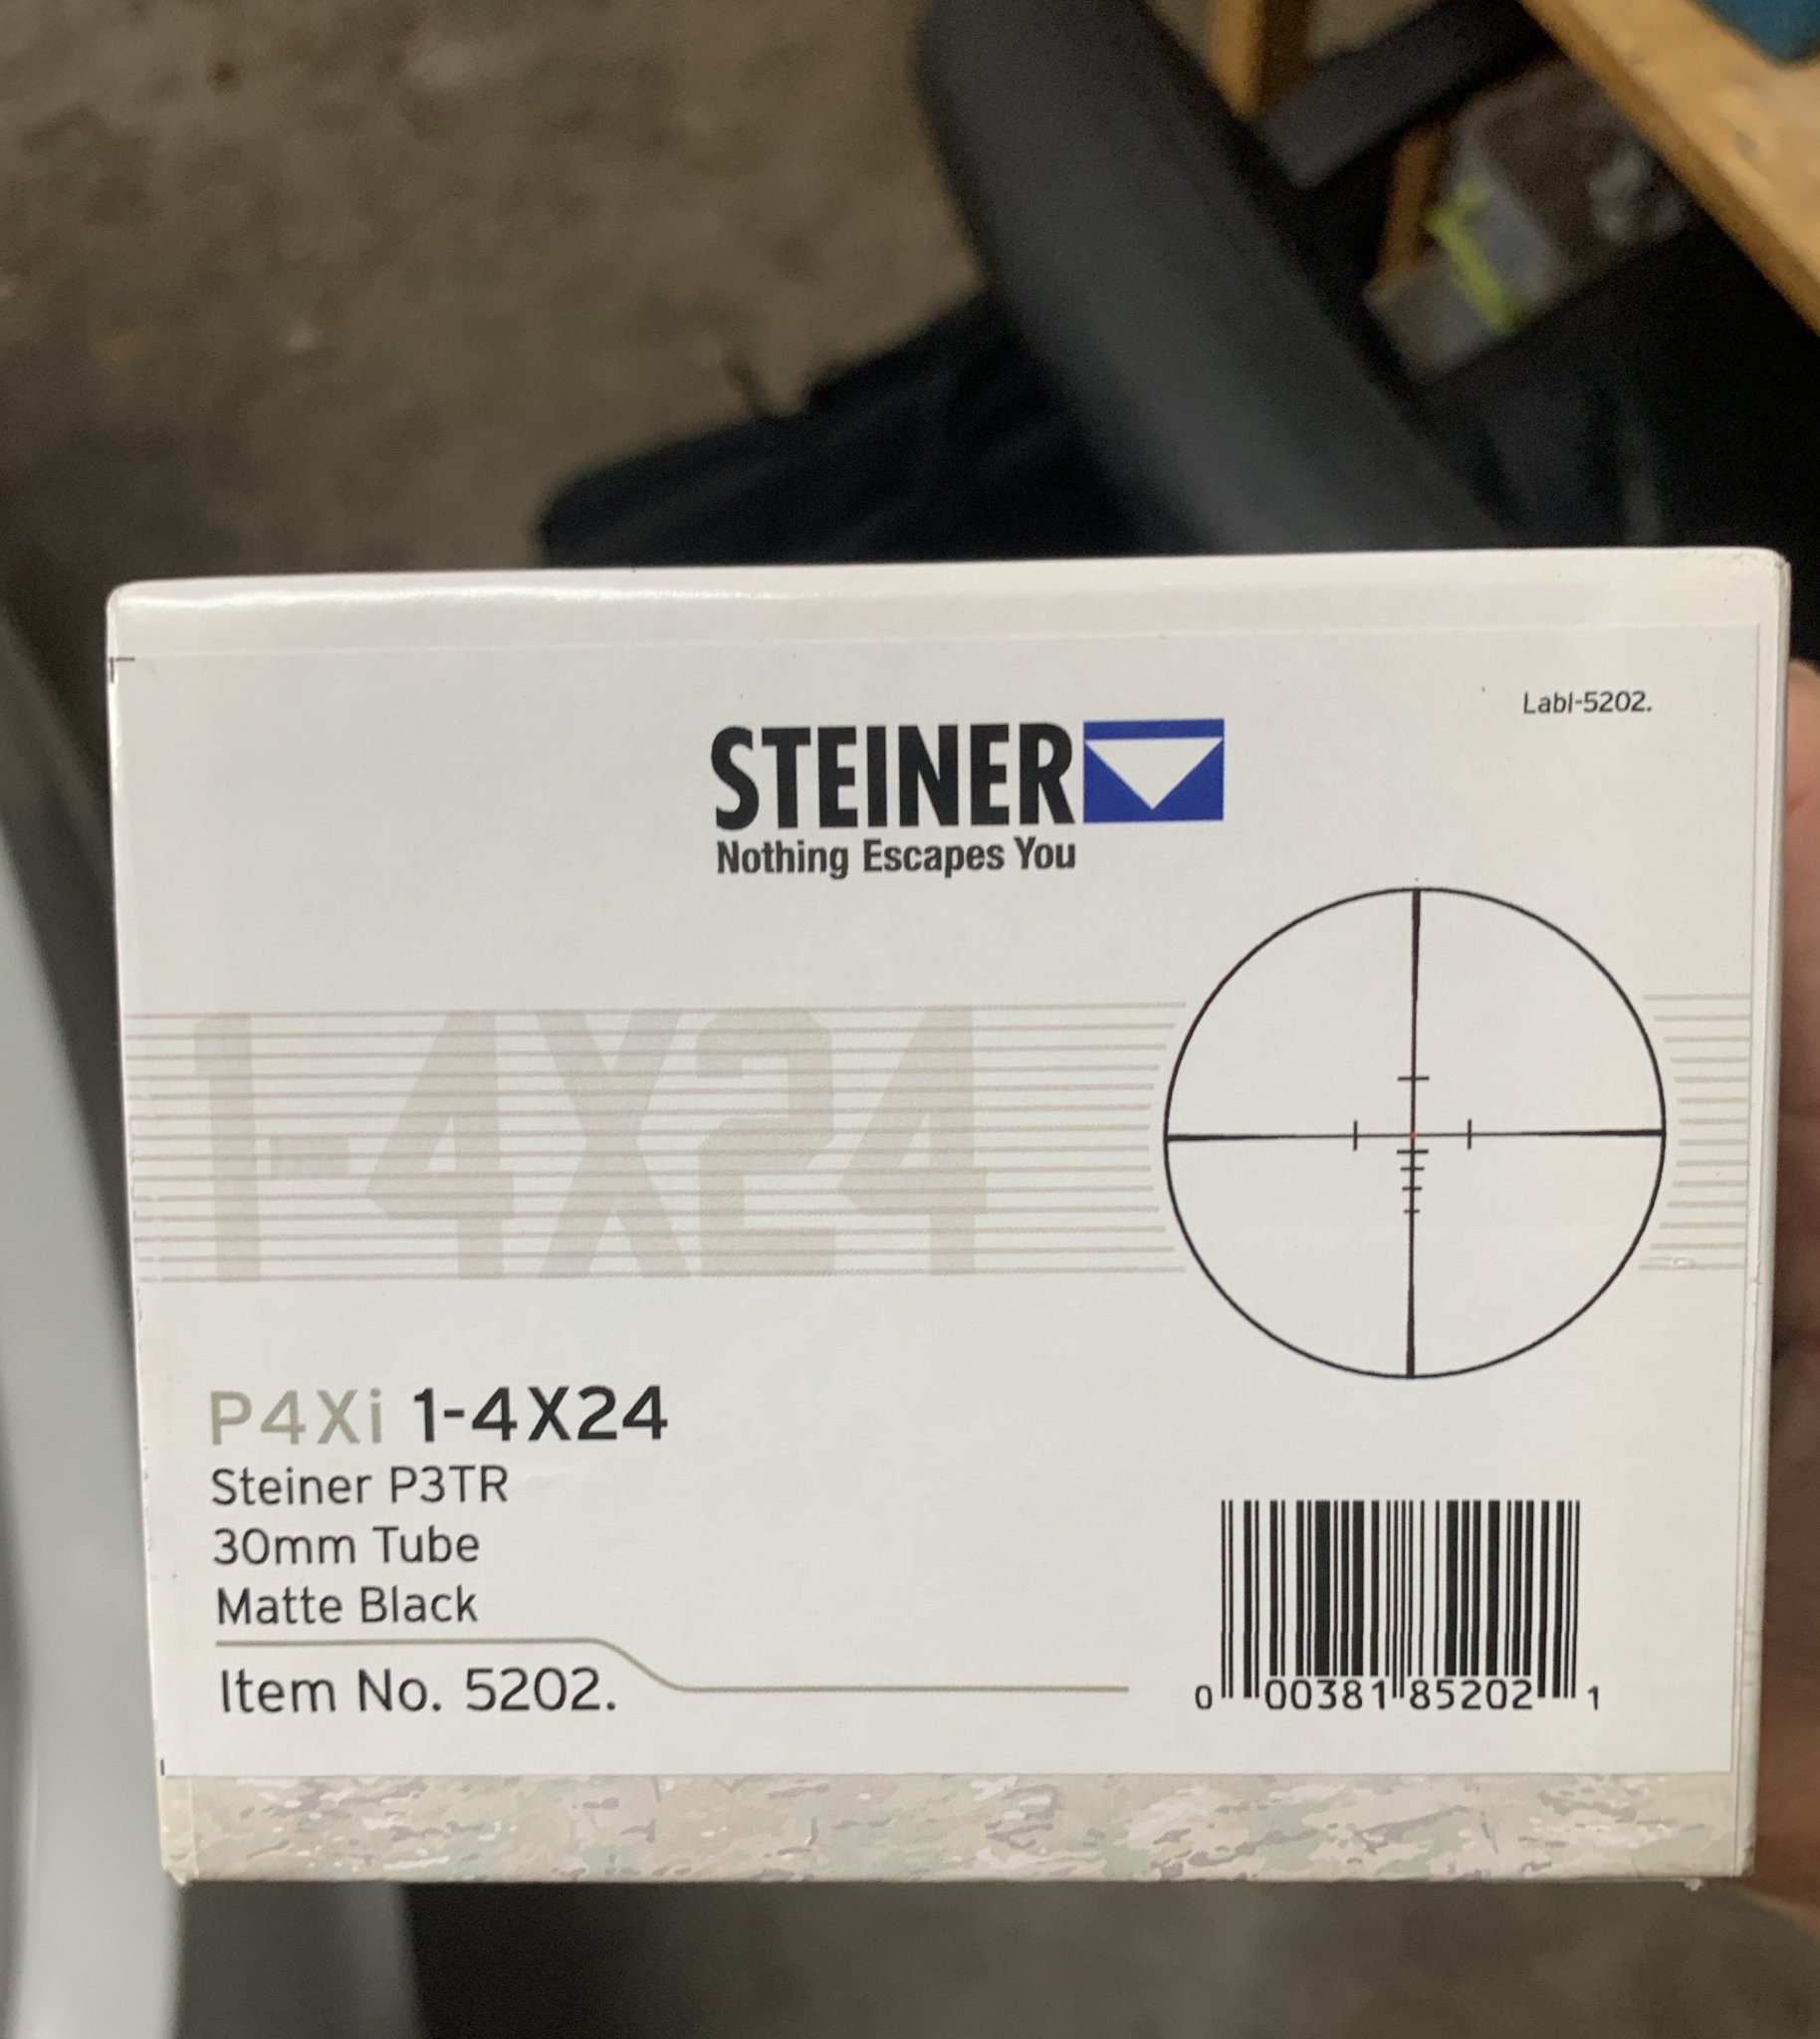 Labl-5202.
STEINER
Nothing Escapes You
1-4X24
P4Xi 1-4X24
Steiner P3TR
30mm Tube
Matte Black
Item No. 5202.
0 00381 85202 1